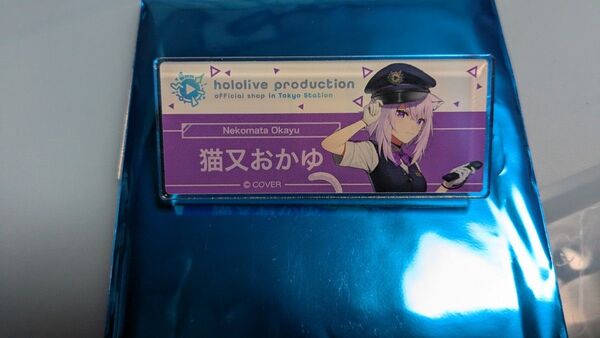 hololive production
official shop in Tokyo Station
Nekomata Okayu
猫又おかゆ
© COVER